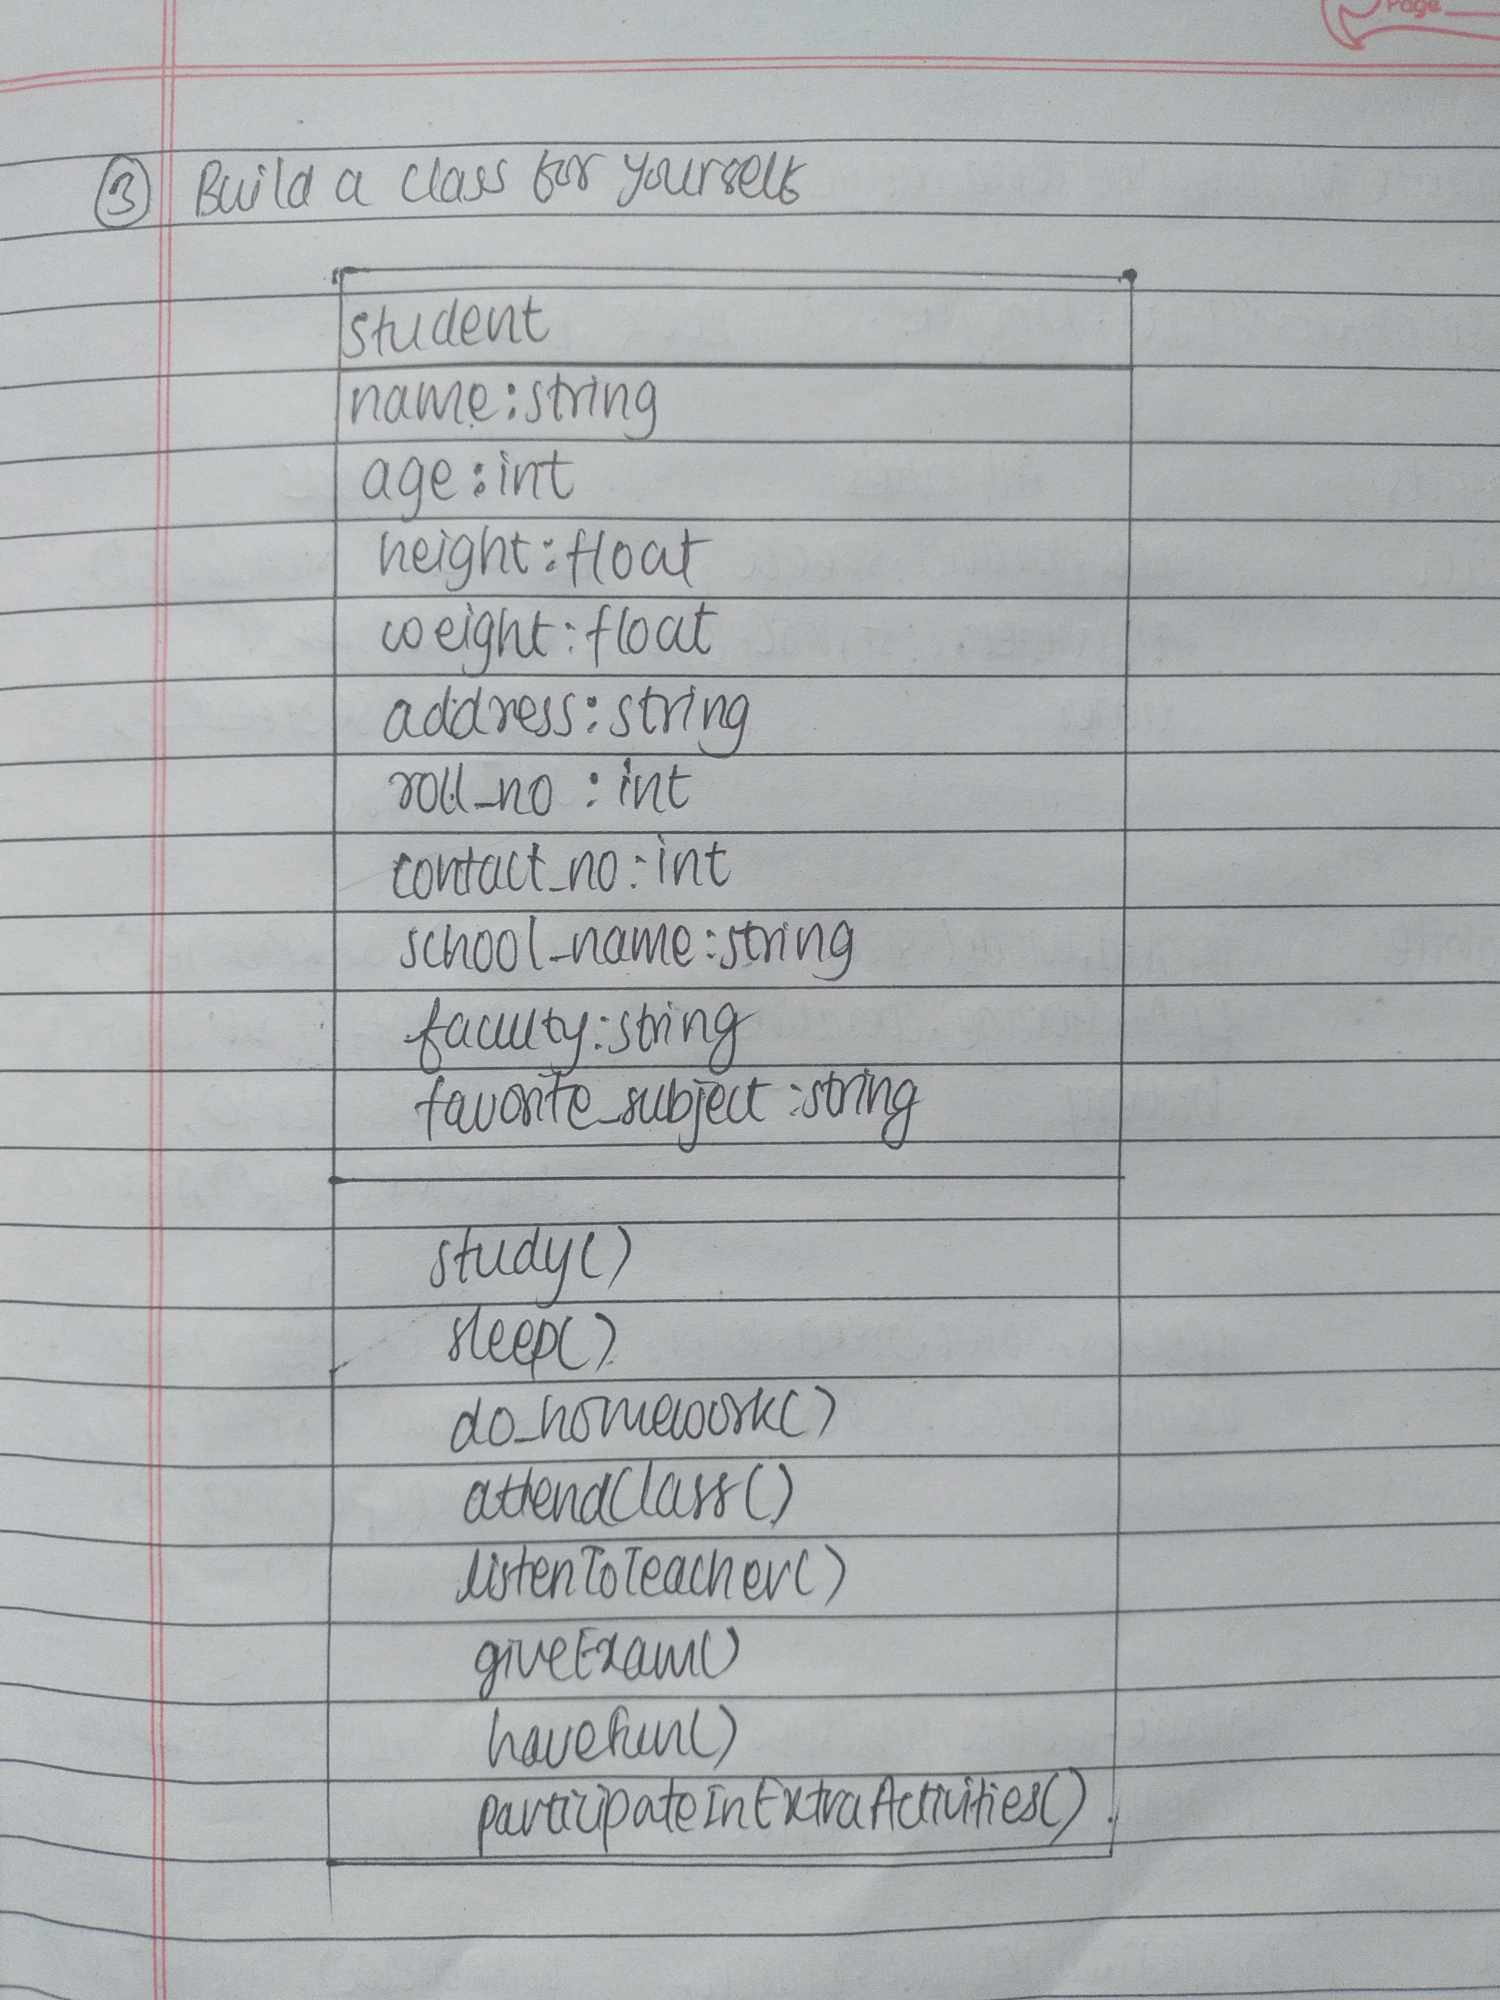 Page
③ Build a class for yourself
student
name:string
age:int
height:float
weight:float
address:string
roll_no :int
contact_no:int
school_name:string
faculty:string
favorite_subject:string
study()
sleep()
do_homework()
attendClass()
listenToTeacher()
giveExam()
haveFun()
participateInExtraActivities()